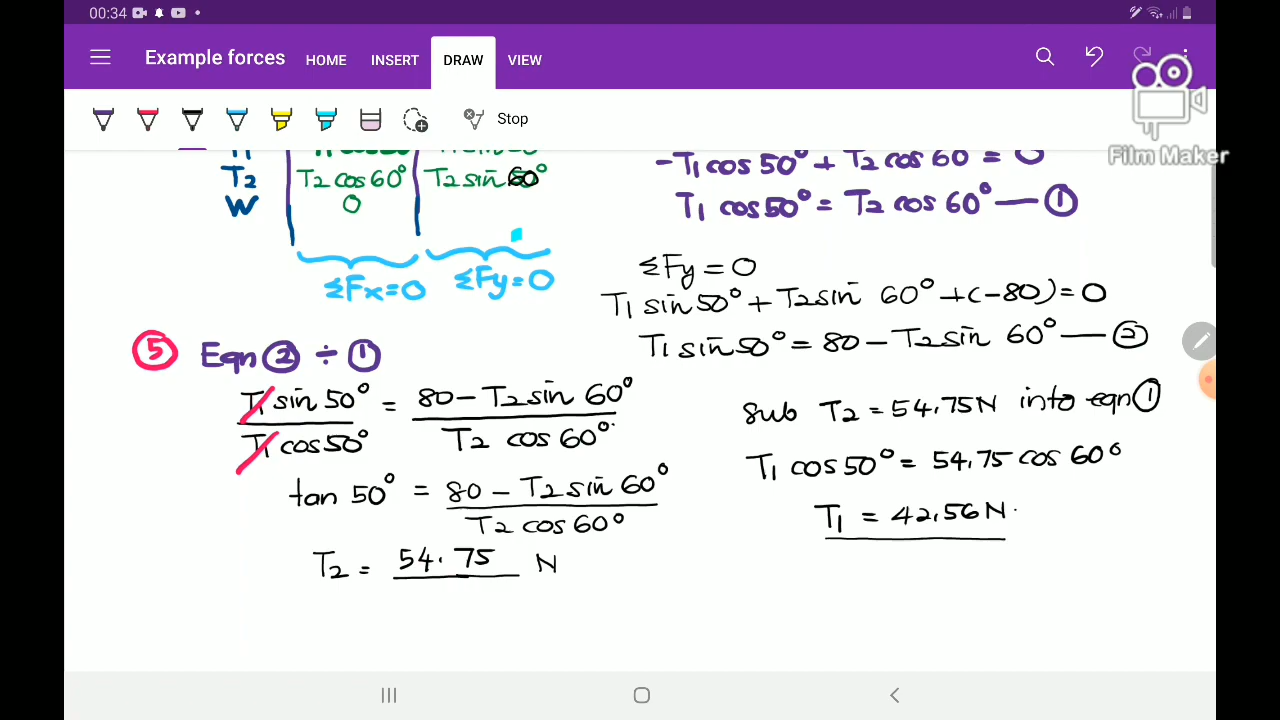 00:34
Example forces HOME INSERT DRAW VIEW
Stop
Film Maker
T2 T2 cos 60° T2 sin 60°
W 0
ΣFx=0 ΣFy=0
-T1 cos 50° + T2 cos 60 = 0
T1 cos 50° = T2 cos 60° — ①
ΣFy = 0
T1 sin 50° + T2 sin 60° + (-80) = 0
T1 sin 50° = 80 - T2 sin 60° — ②
⑤ Eqn ② ÷ ①
T1 sin 50° = 80 - T2 sin 60°
T1 cos 50° T2 cos 60°
tan 50° = 80 - T2 sin 60°
T2 cos 60°
T2 = 54.75 N
sub T2 = 54.75N into eqn ①
T1 cos 50° = 54.75 cos 60°
T1 = 42.56 N